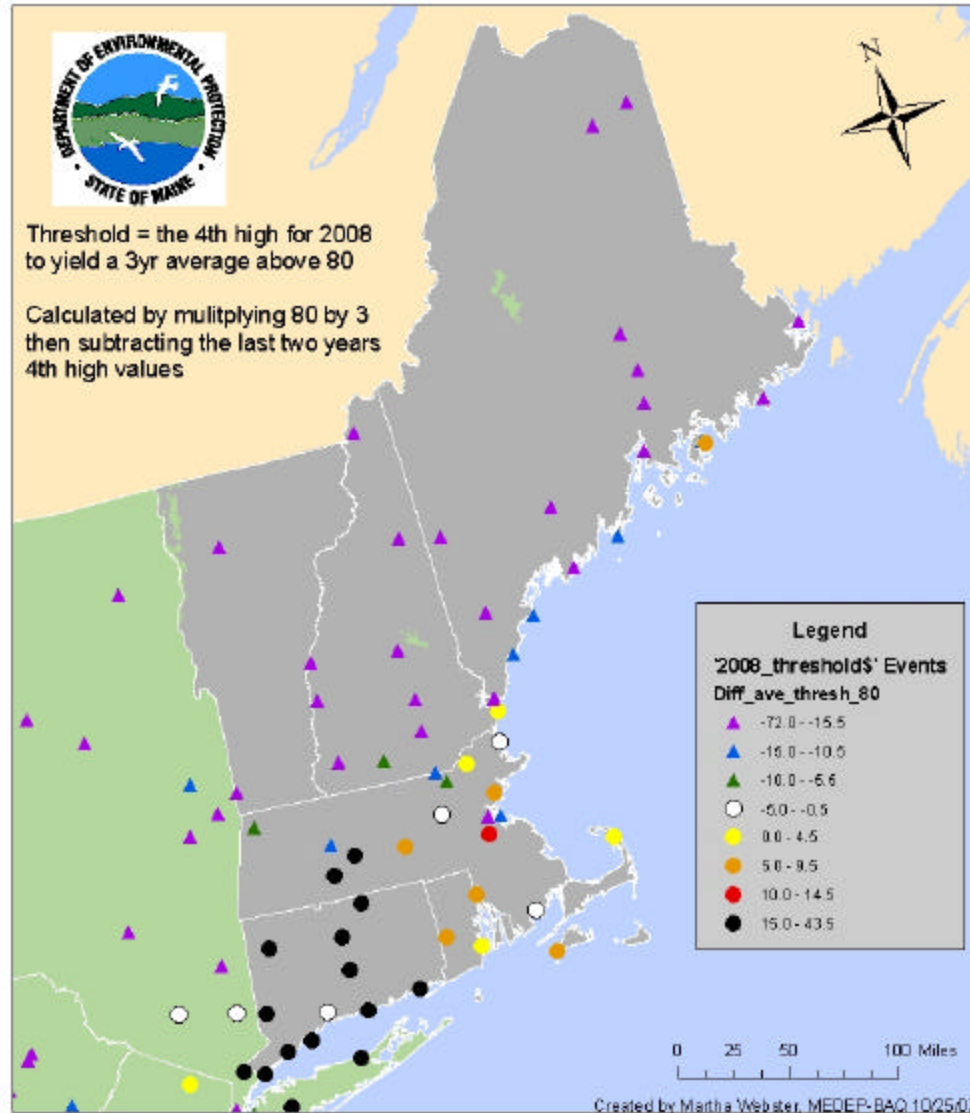 DEPARTMENT OF ENVIRONMENTAL PROTECTION
STATE OF MAINE
N
Threshold = the 4th high for 2008
to yield a 3yr average above 80
Calculated by mulitplying 80 by 3
then subtracting the last two years
4th high values
Legend
'2008_threshold$' Events
Diff_ave_thresh_80
-72.0 - -15.5
-15.0 - -10.5
-10.0 - -5.5
-5.0 - -0.5
0.0 - 4.5
5.0 - 9.5
10.0 - 14.5
15.0 - 43.5
0 25 50 100 Miles
Created by Martha Webster, MEDEP-BAQ